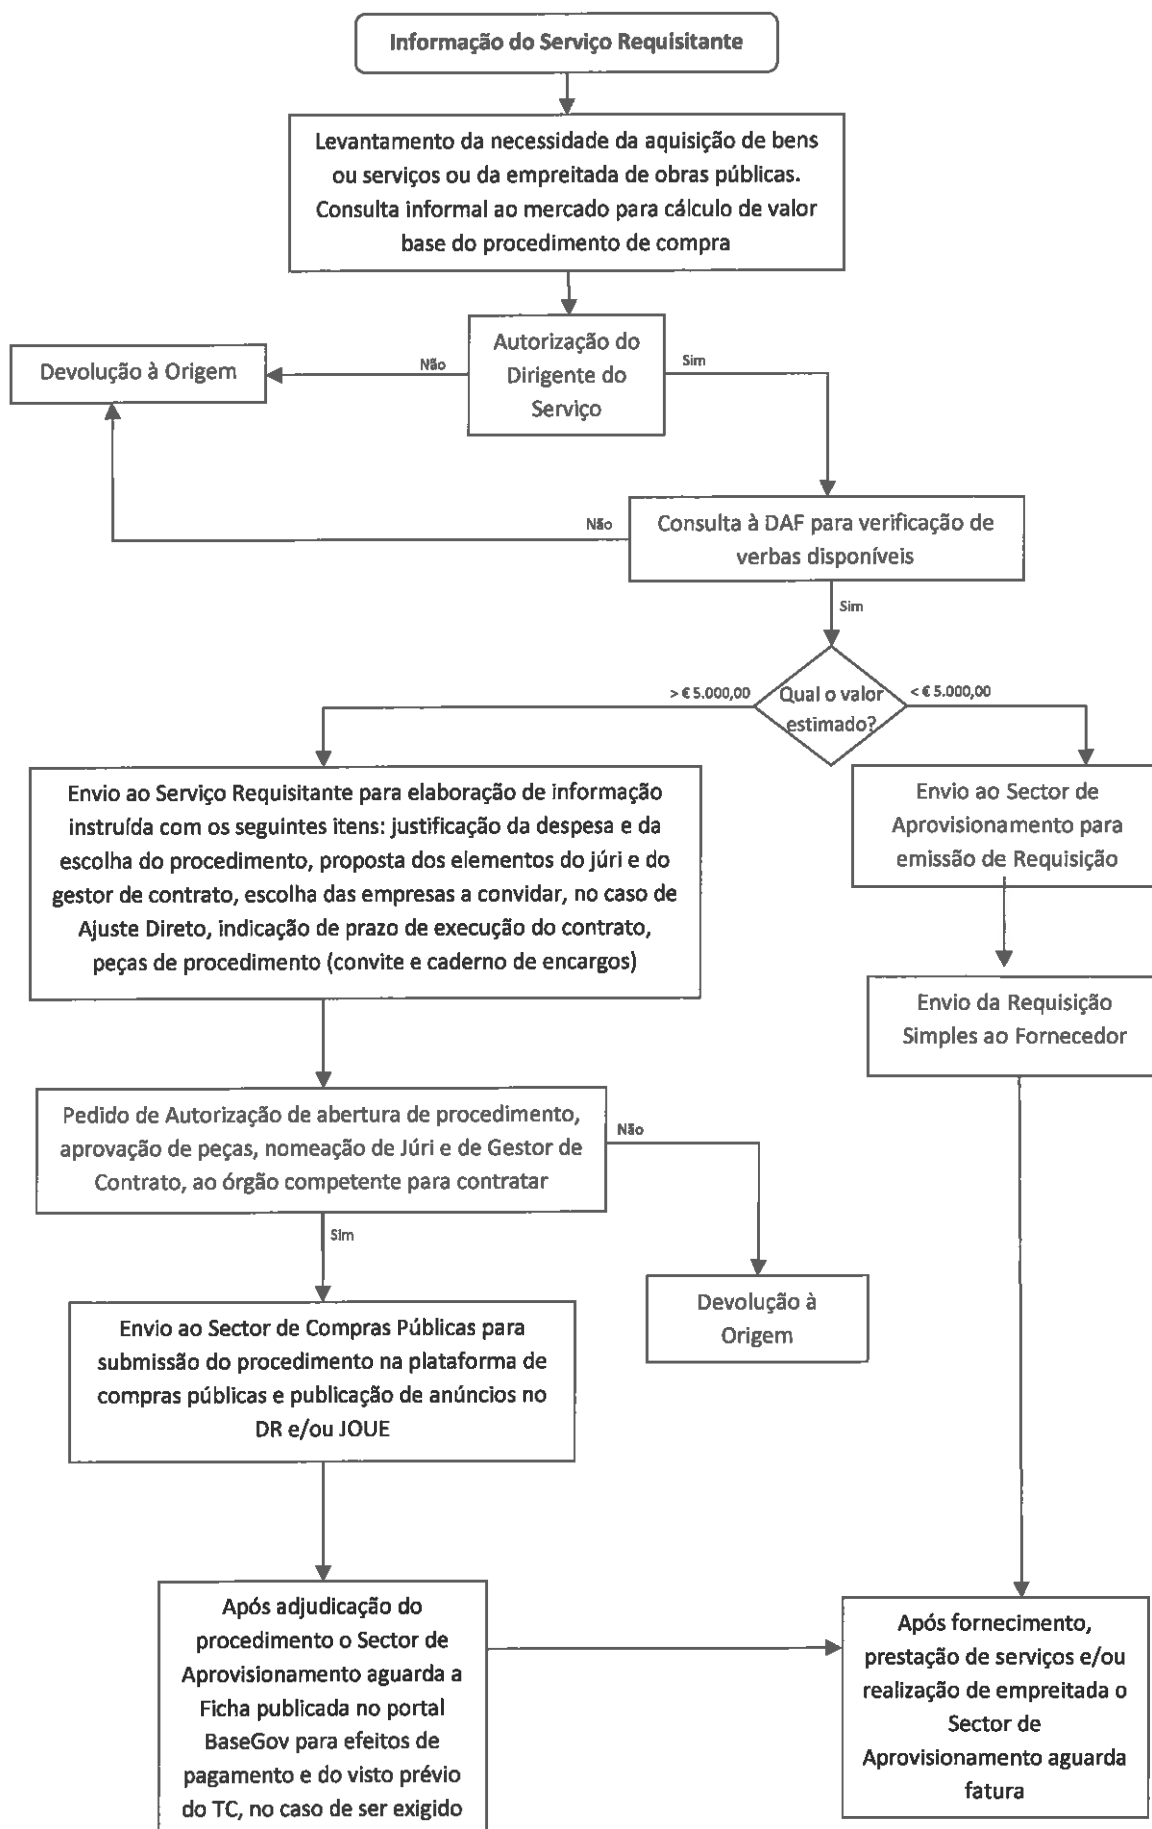 Informação do Serviço Requisitante
Levantamento da necessidade da aquisição de bens
ou serviços ou da empreitada de obras públicas.
Consulta informal ao mercado para cálculo de valor
base do procedimento de compra
Autorização do
Dirigente do
Serviço
Não
Sim
Devolução à Origem
Consulta à DAF para verificação de
verbas disponíveis
Não
Sim
Qual o valor
estimado?
> € 5.000,00
< € 5.000,00
Envio ao Serviço Requisitante para elaboração de informação
instruída com os seguintes itens: justificação da despesa e da
escolha do procedimento, proposta dos elementos do júri e do
gestor de contrato, escolha das empresas a convidar, no caso de
Ajuste Direto, indicação de prazo de execução do contrato,
peças de procedimento (convite e caderno de encargos)
Envio ao Sector de
Aprovisionamento para
emissão de Requisição
Envio da Requisição
Simples ao Fornecedor
Pedido de Autorização de abertura de procedimento,
aprovação de peças, nomeação de Júri e de Gestor de
Contrato, ao órgão competente para contratar
Não
Sim
Devolução à
Origem
Envio ao Sector de Compras Públicas para
submissão do procedimento na plataforma de
compras públicas e publicação de anúncios no
DR e/ou JOUE
Após adjudicação do
procedimento o Sector de
Aprovisionamento aguarda a
Ficha publicada no portal
BaseGov para efeitos de
pagamento e do visto prévio
do TC, no caso de ser exigido
Após fornecimento,
prestação de serviços e/ou
realização de empreitada o
Sector de
Aprovisionamento aguarda
fatura